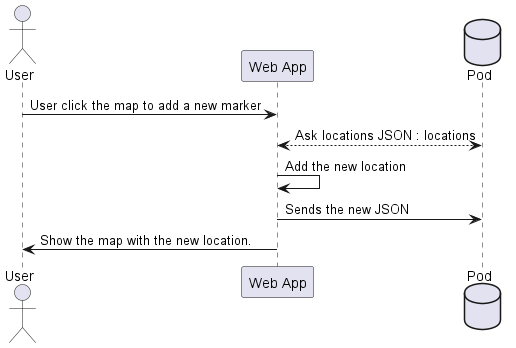 User
Web App
Pod
User click the map to add a new marker
Ask locations JSON : locations
Add the new location
Sends the new JSON
Show the map with the new location.
User
Web App
Pod